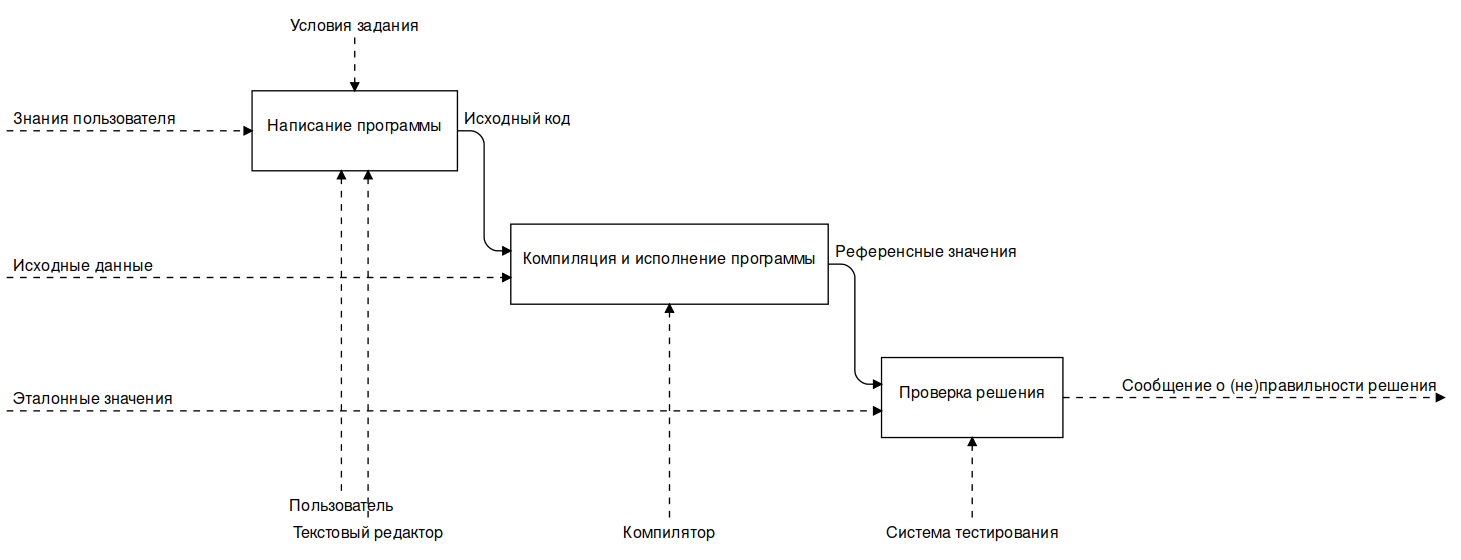 Условия задания
Знания пользователя
Написание программы
Исходный код
Исходные данные
Компиляция и исполнение программы
Референсные значения
Эталонные значения
Проверка решения
Сообщение о (не)правильности решения
Пользователь
Текстовый редактор
Компилятор
Система тестирования